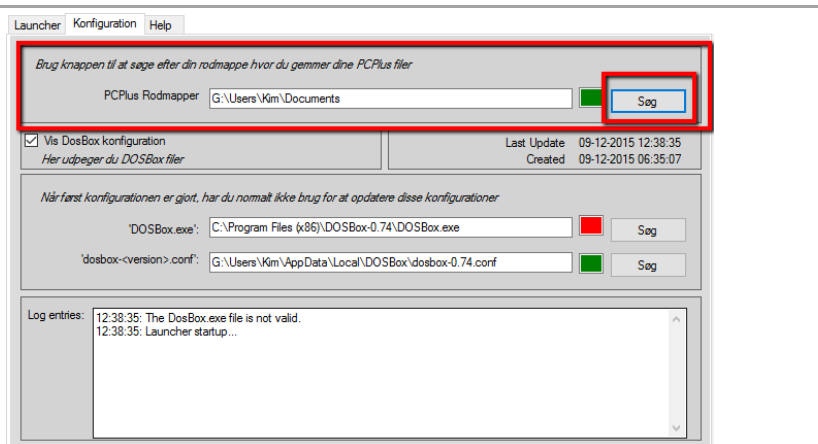 Launcher Konfiguration Help
Brug knappen til at søge efter din rodmappe hvor du gemmer dine PCPlus filer
PCPlus Rodmapper G:\Users\Kim\Documents Søg
Vis DosBox konfiguration
Her udpeger du DOSBox filer
Last Update 09-12-2015 12:38:35
Created 09-12-2015 06:35:07
Når først konfigurationen er gjort, har du normalt ikke brug for at opdatere disse konfigurationer
'DOSBox.exe': C:\Program Files (x86)\DOSBox-0.74\DOSBox.exe Søg
'dosbox-<version>.conf': G:\Users\Kim\AppData\Local\DOSBox\dosbox-0.74.conf Søg
Log entries: 12:38:35: The DosBox.exe file is not valid.
12:38:35: Launcher startup...